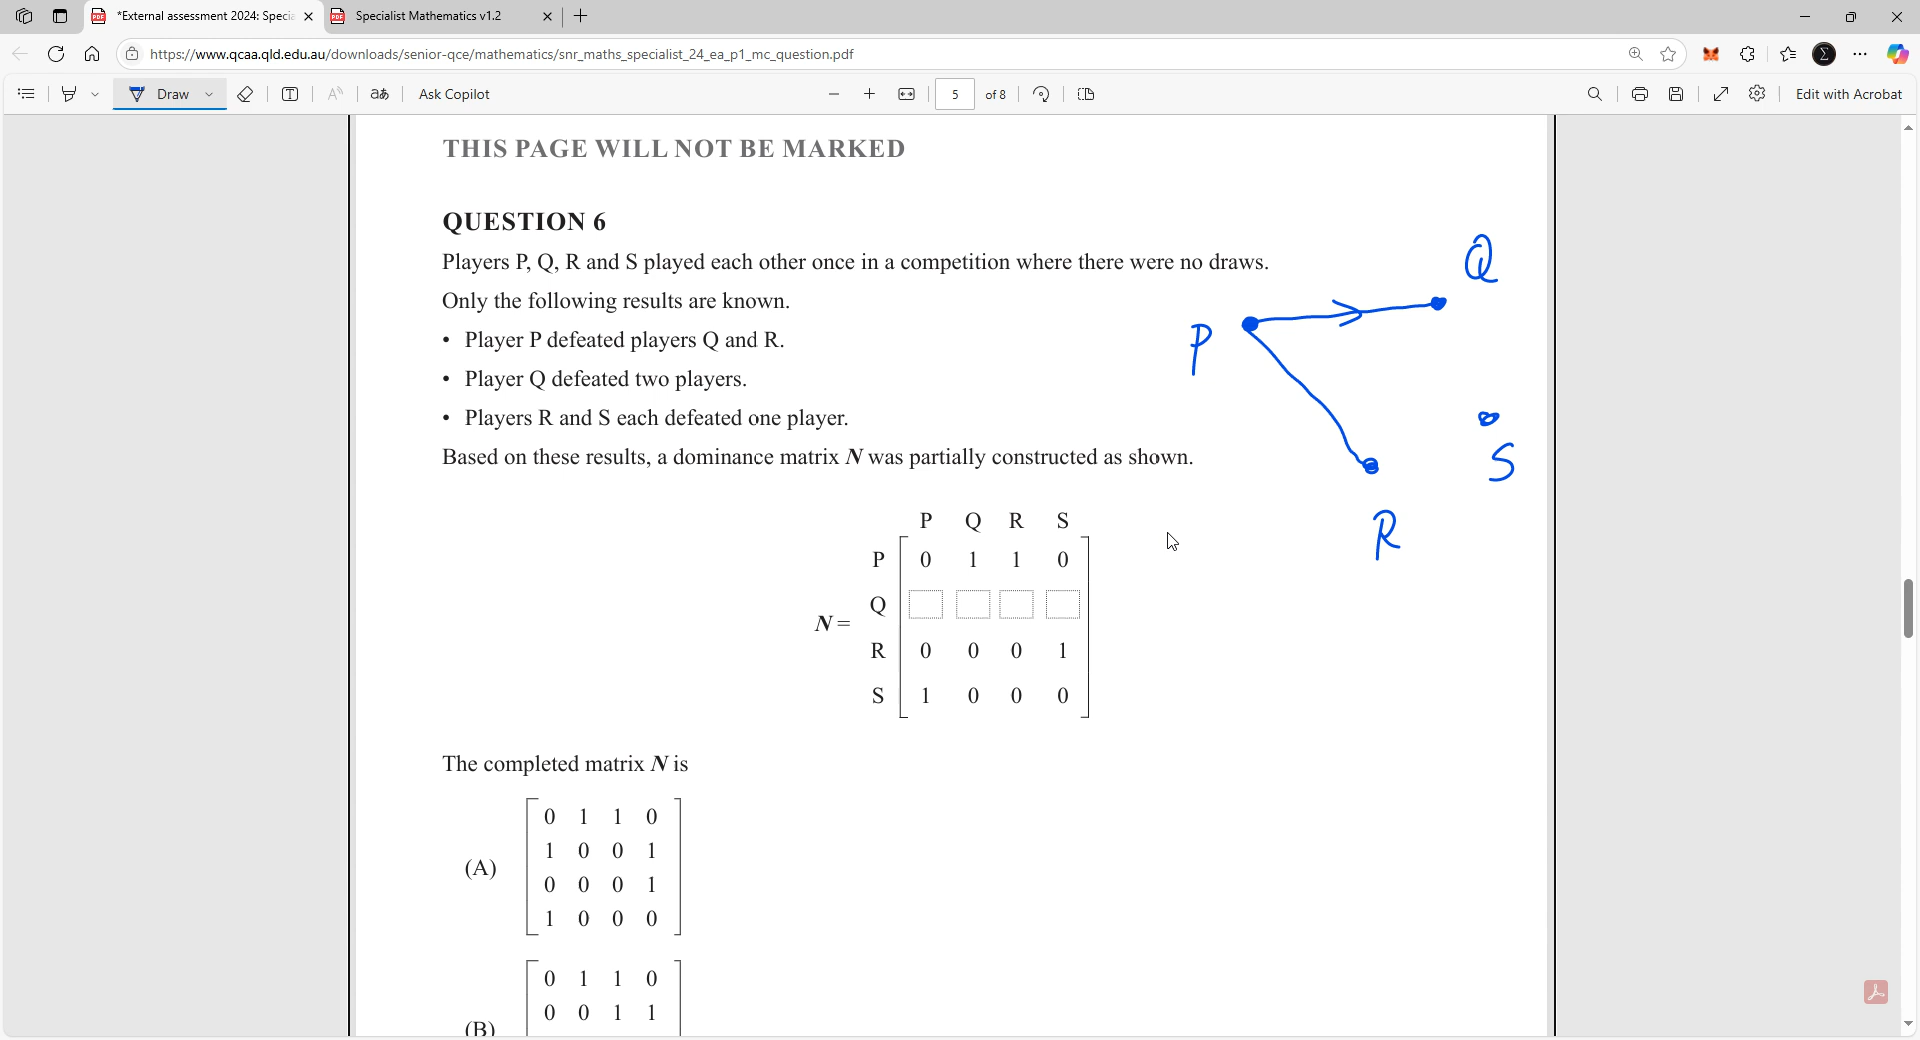 *External assessment 2024: Specia
Specialist Mathematics v1.2
https://www.qcaa.qld.edu.au/downloads/senior-qce/mathematics/snr_maths_specialist_24_ea_p1_mc_question.pdf
Draw
aあ
Ask Copilot
5 of 8
Edit with Acrobat
THIS PAGE WILL NOT BE MARKED
QUESTION 6
Players P, Q, R and S played each other once in a competition where there were no draws.
Only the following results are known.
• Player P defeated players Q and R.
• Player Q defeated two players.
• Players R and S each defeated one player.
Based on these results, a dominance matrix N was partially constructed as shown.
Q
P
S
R
P Q R S
P 0 1 1 0
Q
N =
R 0 0 0 1
S 1 0 0 0
The completed matrix N is
0 1 1 0
1 0 0 1
(A)
0 0 0 1
1 0 0 0
0 1 1 0
0 0 1 1
(B)